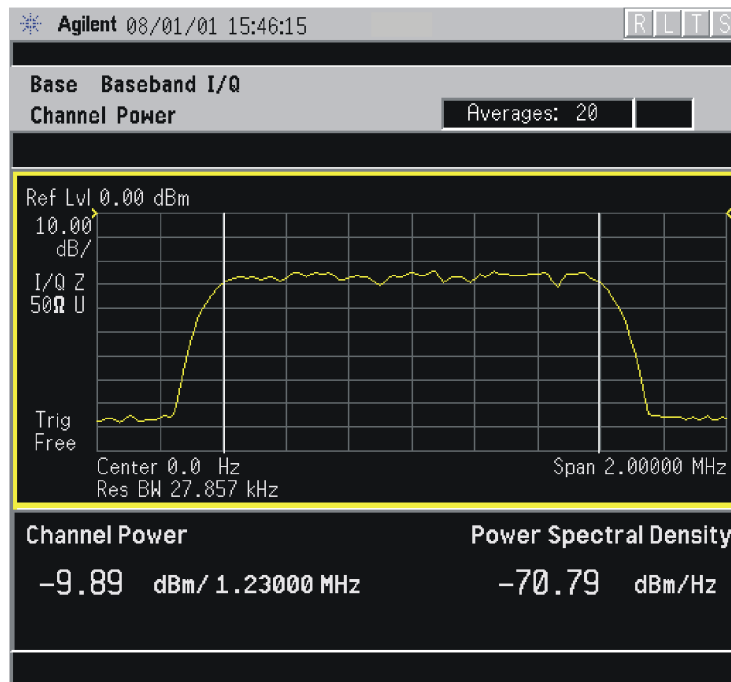 Agilent 08/01/01 15:46:15 R L T S
Base Baseband I/Q
Channel Power
Averages: 20
Ref Lvl 0.00 dBm
10.00
dB/
I/Q Z
50Ω U
Trig
Free
Center 0.0 Hz Span 2.00000 MHz
Res BW 27.857 kHz
Channel Power Power Spectral Density
-9.89 dBm/ 1.23000 MHz -70.79 dBm/Hz